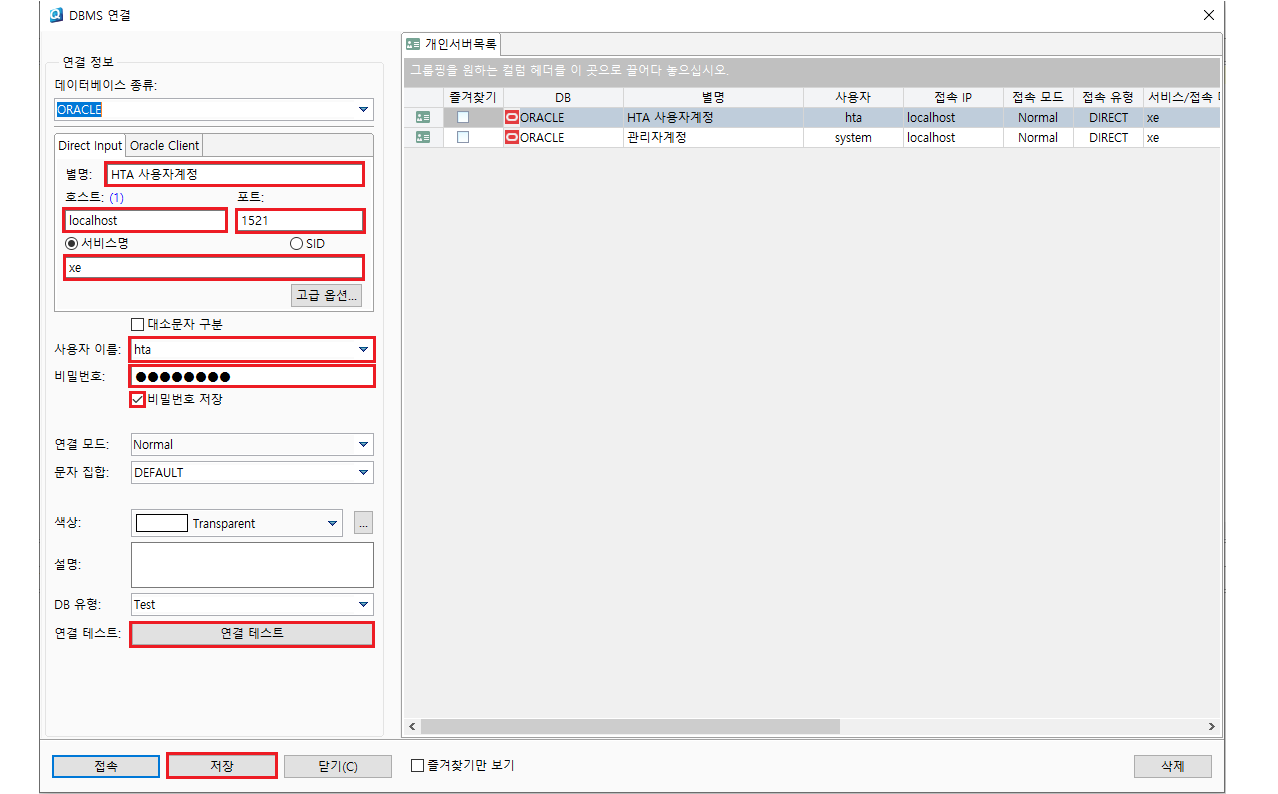 DBMS 연결
연결 정보
데이터베이스 종류:
ORACLE
Direct Input
Oracle Client
별명:
HTA 사용자계정
호스트: (1)
포트:
localhost
1521
서비스명
SID
xe
고급 옵션...
대소문자 구분
사용자 이름:
hta
비밀번호:
●●●●●●●●
비밀번호 저장
연결 모드:
Normal
문자 집합:
DEFAULT
색상:
Transparent
...
설명:
DB 유형:
Test
연결 테스트:
연결 테스트
개인서버목록
그룹핑을 원하는 컬럼 헤더를 이 곳으로 끌어다 놓으십시오.
즐겨찾기 DB 별명 사용자 접속 IP 접속 모드 접속 유형 서비스/접속
ORACLE HTA 사용자계정 hta localhost Normal DIRECT xe
ORACLE 관리자계정 system localhost Normal DIRECT xe
접속
저장
닫기(C)
즐겨찾기만 보기
삭제